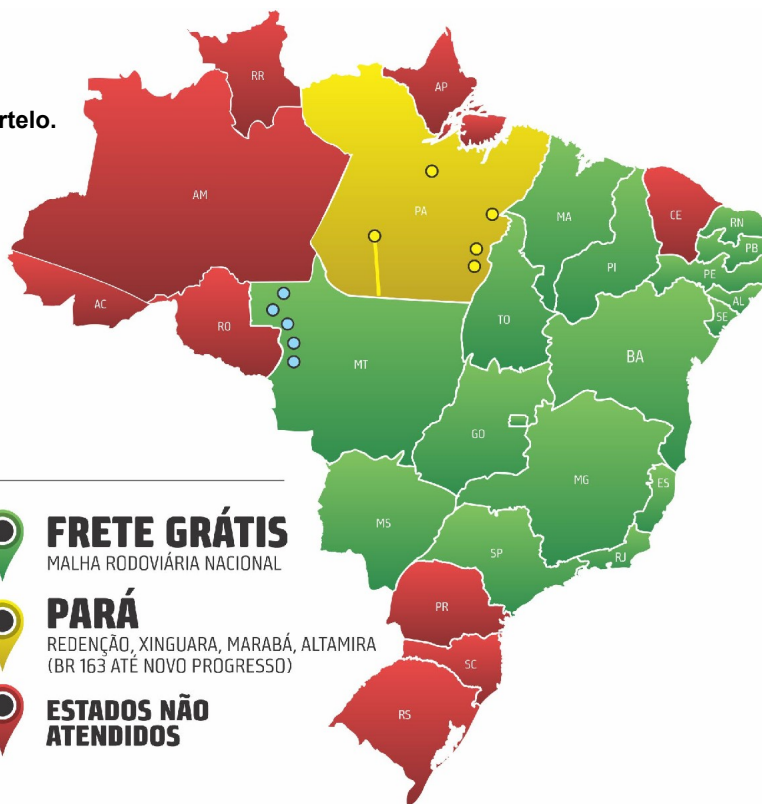 rtelo.
RR
AP
AM
PA
MA
CE
RN
PI
PB
PE
AC
AL
RO
TO
SE
MT
BA
GO
MG
ES
MS
SP
RJ
PR
SC
RS
FRETE GRÁTIS
MALHA RODOVIÁRIA NACIONAL
PARÁ
REDENÇÃO, XINGUARA, MARABÁ, ALTAMIRA
(BR 163 ATÉ NOVO PROGRESSO)
ESTADOS NÃO
ATENDIDOS